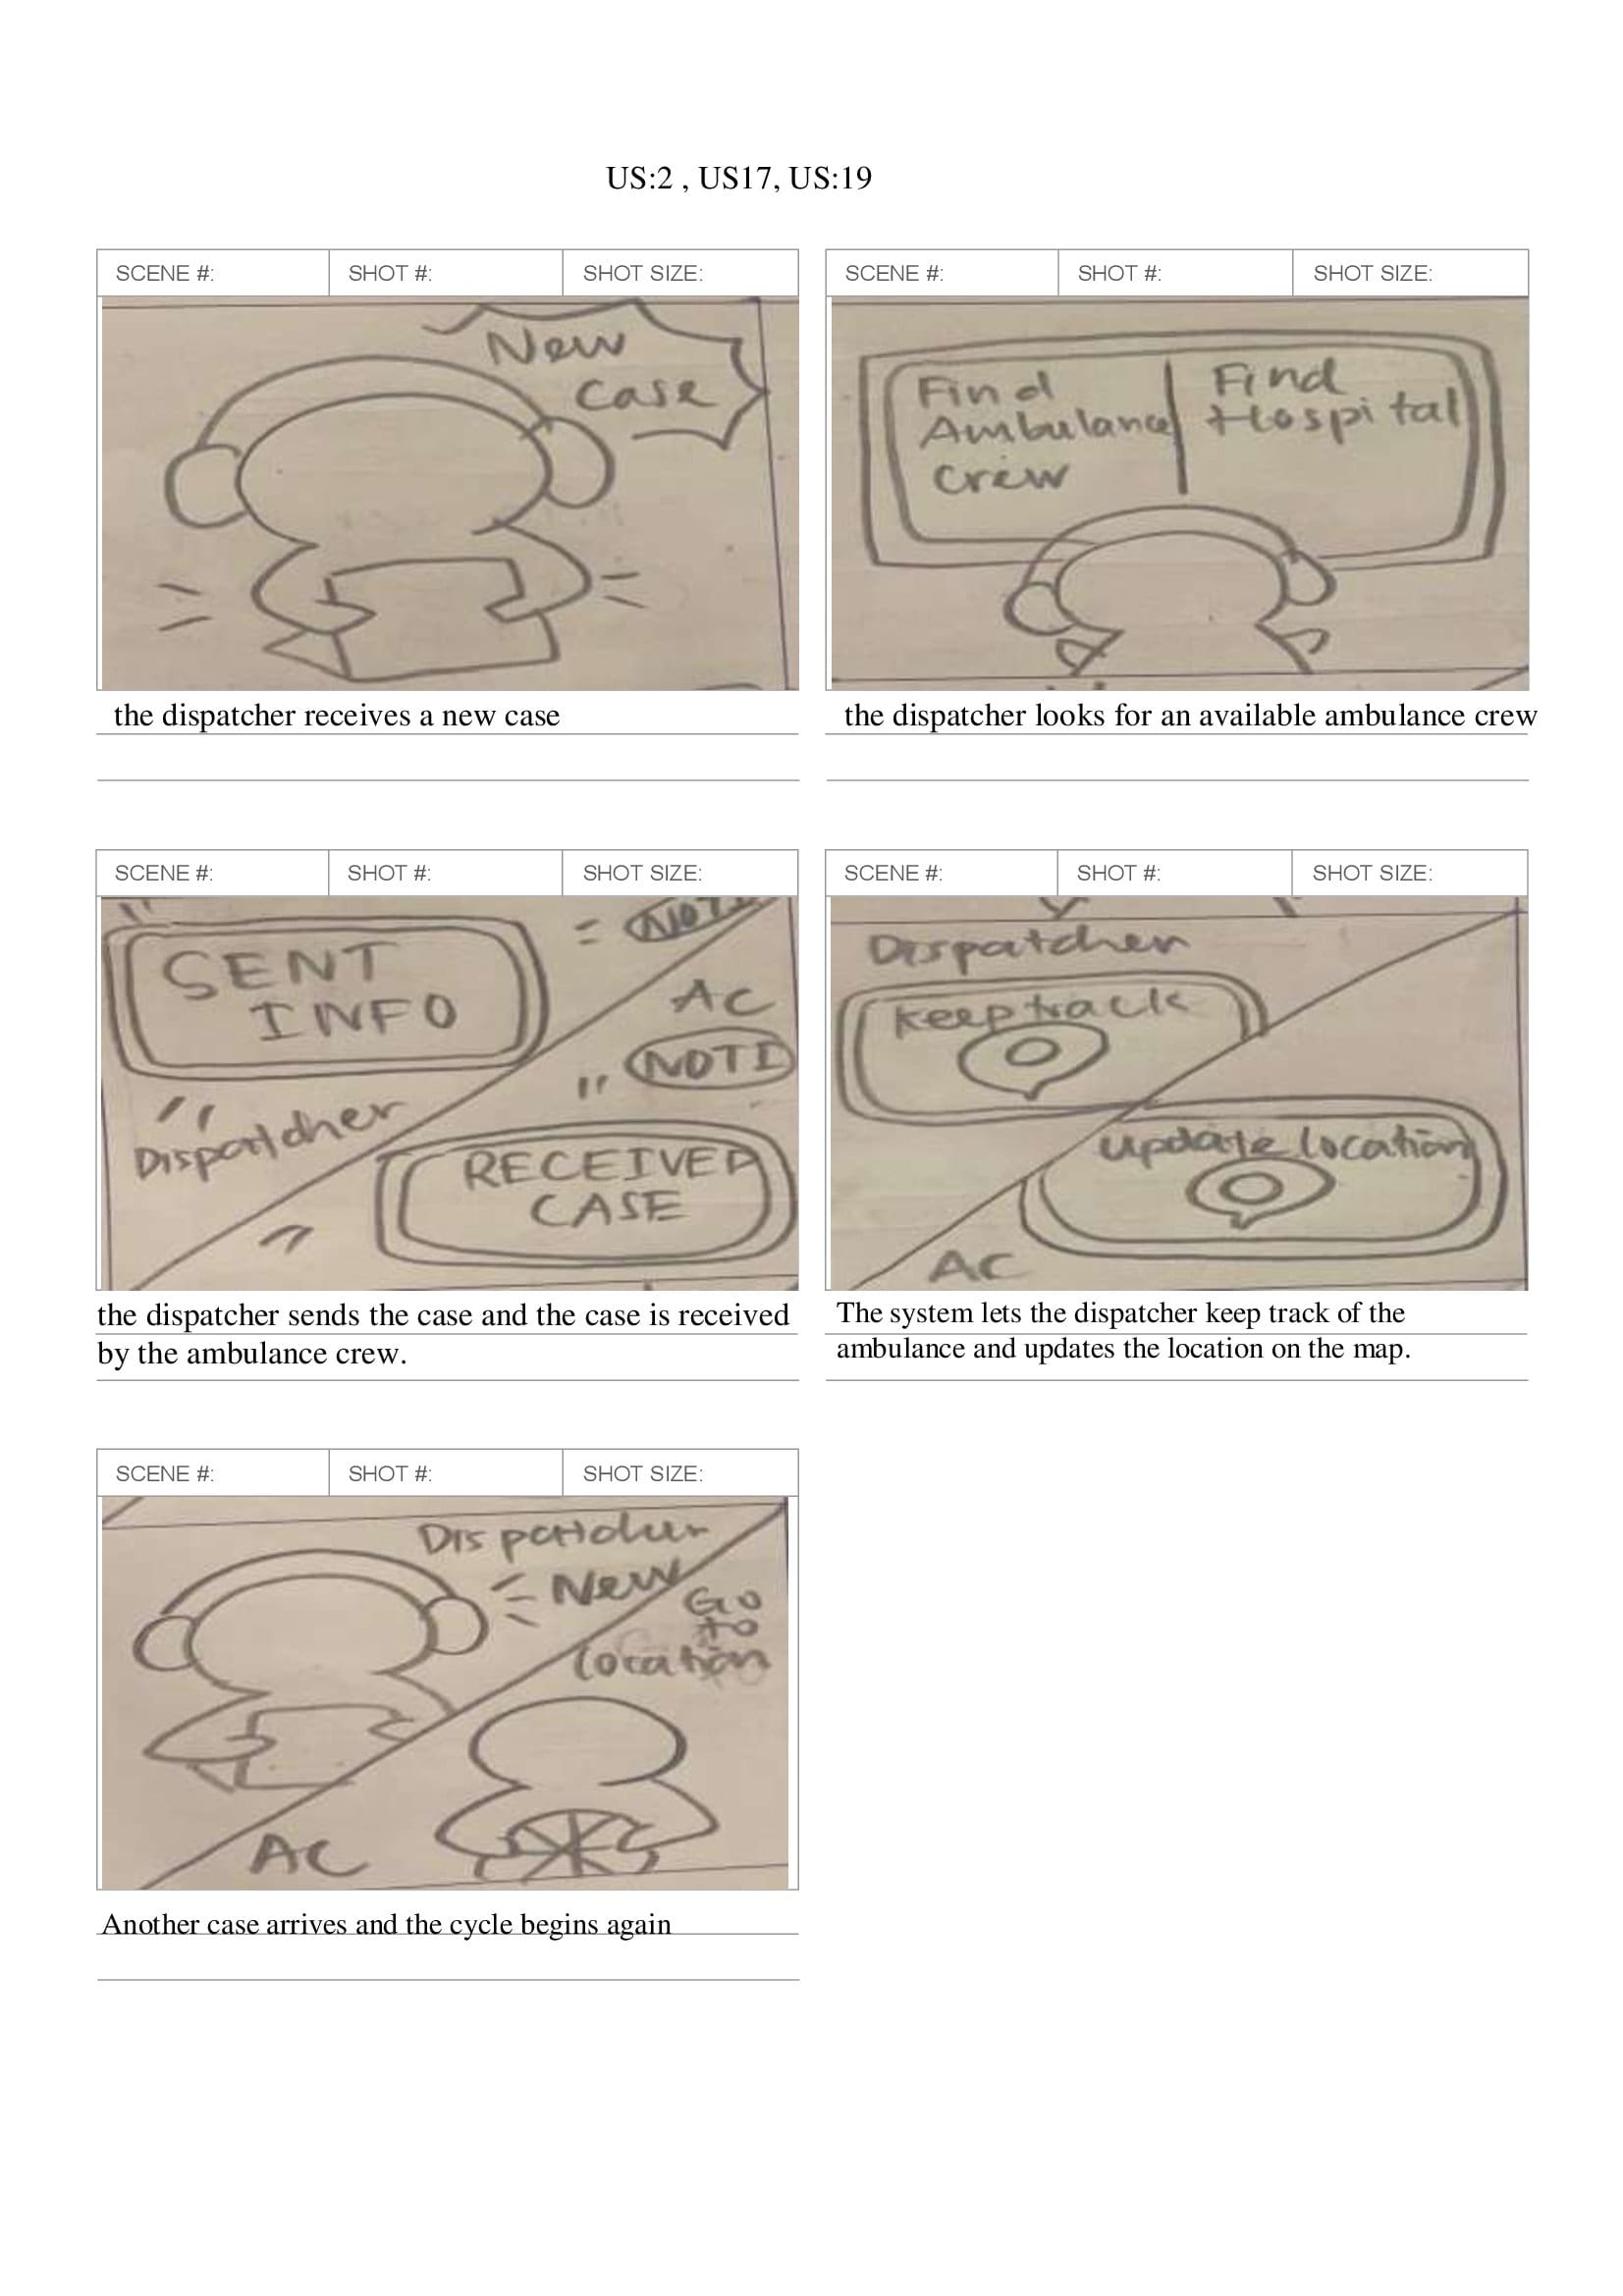 US:2 , US17, US:19
SCENE #: SHOT #: SHOT SIZE:
New
Case
the dispatcher receives a new case
SCENE #: SHOT #: SHOT SIZE:
Find Ambulance Crew
Find Hospital
the dispatcher looks for an available ambulance crew
SCENE #: SHOT #: SHOT SIZE:
SENT
INFO
Dispatcher
NOTI
AC
NOTI
RECEIVED
CASE
the dispatcher sends the case and the case is received
by the ambulance crew.
SCENE #: SHOT #: SHOT SIZE:
Dispatcher
keep track
update location
AC
The system lets the dispatcher keep track of the
ambulance and updates the location on the map.
SCENE #: SHOT #: SHOT SIZE:
Dispatcher
New
Go
to
location
AC
Another case arrives and the cycle begins again